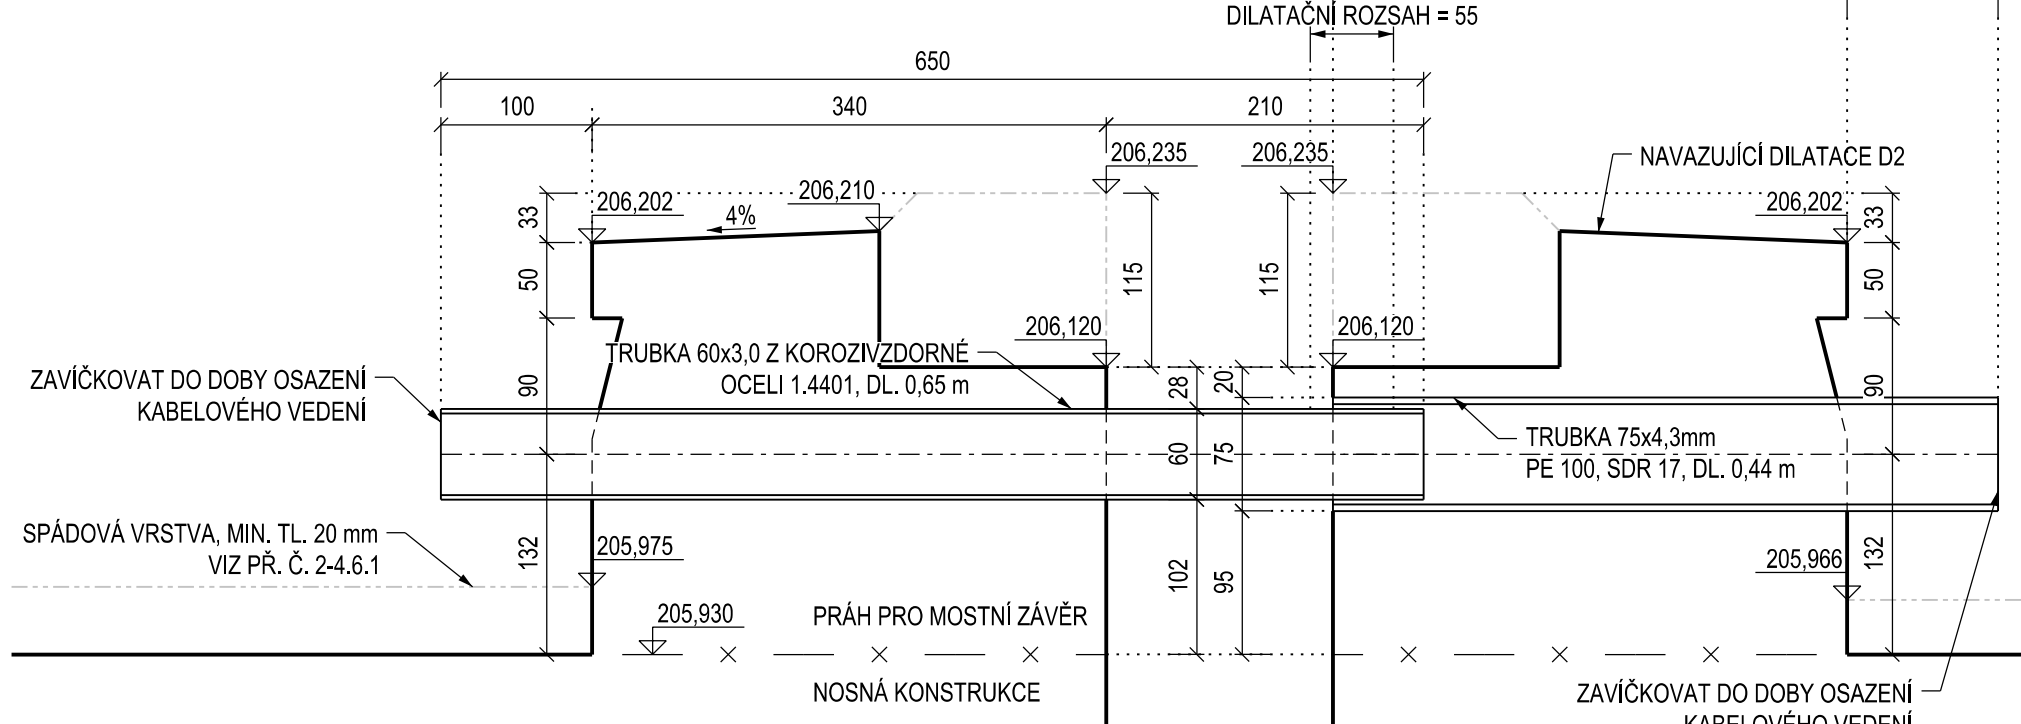 DILATAČNÍ ROZSAH = 55
650
100
340
210
206,235
206,235
NAVAZUJÍCÍ DILATACE D2
206,202
206,210
4%
206,202
33
33
50
50
115
115
206,120
206,120
TRUBKA 60x3,0 Z KOROZIVZDORNÉ
OCELI 1.4401, DL. 0,65 m
ZAVÍČKOVAT DO DOBY OSAZENÍ
KABELOVÉHO VEDENÍ
90
28
20
90
TRUBKA 75x4,3mm
PE 100, SDR 17, DL. 0,44 m
60
75
SPÁDOVÁ VRSTVA, MIN. TL. 20 mm
VIZ PŘ. Č. 2-4.6.1
132
205,975
102
95
205,966
132
205,930
PRÁH PRO MOSTNÍ ZÁVĚR
NOSNÁ KONSTRUKCE
ZAVÍČKOVAT DO DOBY OSAZENÍ
KABELOVÉHO VEDENÍ